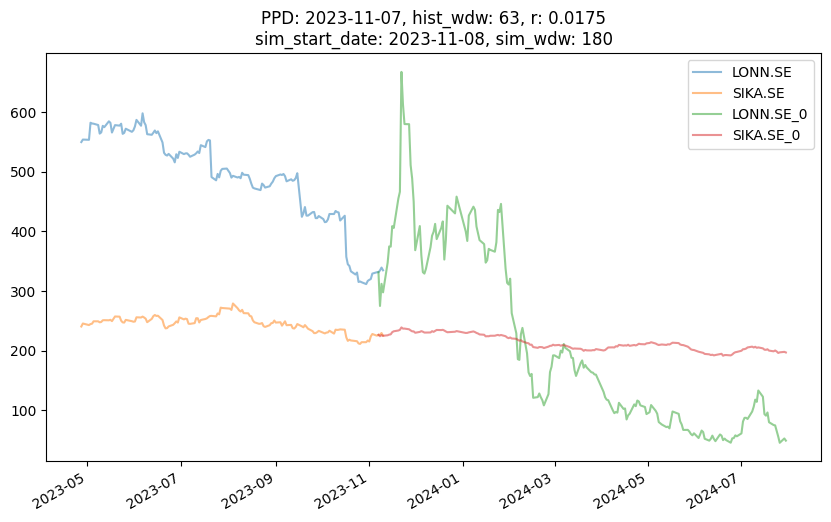 PPD: 2023-11-07, hist_wdw: 63, r: 0.0175
sim_start_date: 2023-11-08, sim_wdw: 180
LONN.SE
SIKA.SE
LONN.SE_0
SIKA.SE_0
600
500
400
300
200
100
2023-05
2023-07
2023-09
2023-11
2024-01
2024-03
2024-05
2024-07